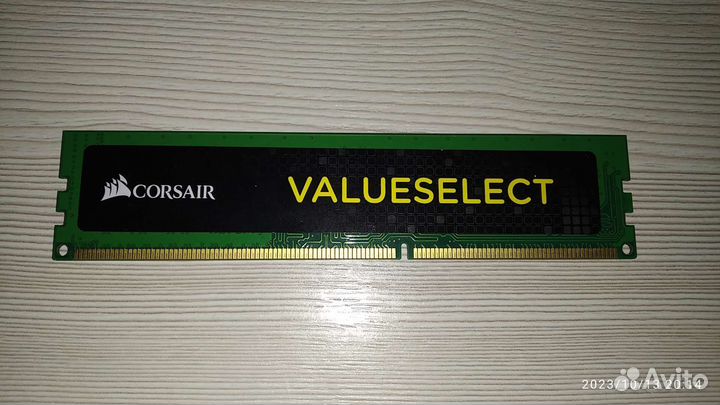 CORSAIR
VALUESELECT
2023/10/13 20:14
Avito